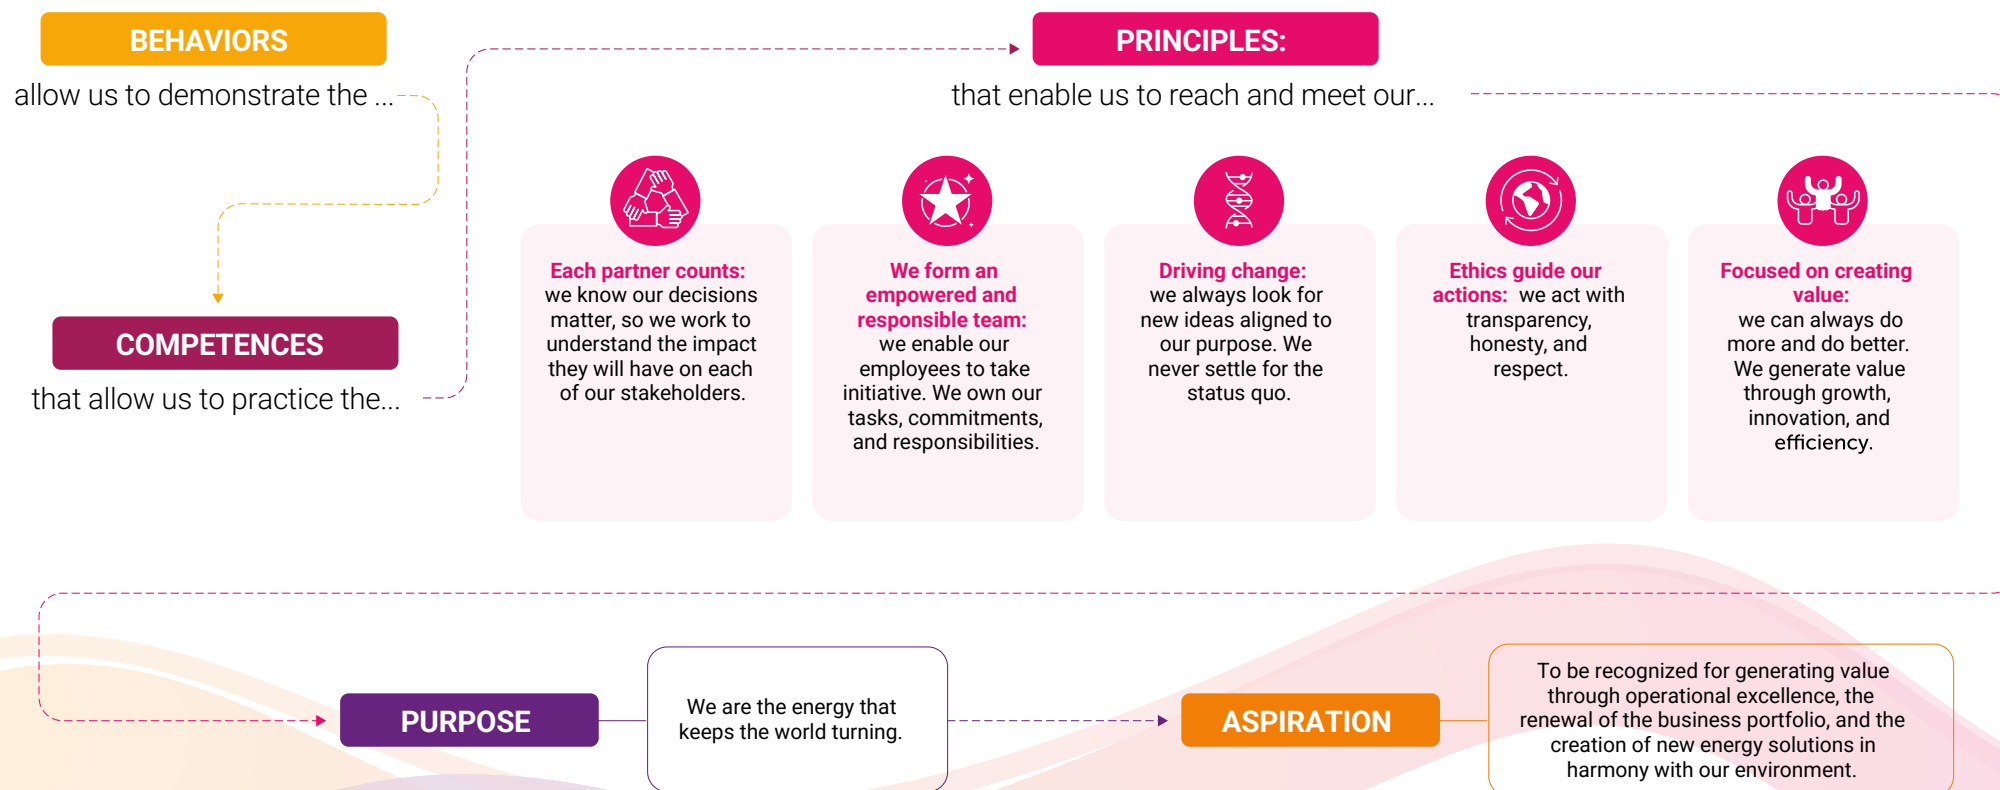 BEHAVIORS
allow us to demonstrate the ...
COMPETENCES
that allow us to practice the...
PRINCIPLES:
that enable us to reach and meet our...
Each partner counts:
we know our decisions
matter, so we work to
understand the impact
they will have on each
of our stakeholders.
We form an
empowered and
responsible team:
we enable our
employees to take
initiative. We own our
tasks, commitments,
and responsibilities.
Driving change:
we always look for
new ideas aligned to
our purpose. We
never settle for the
status quo.
Ethics guide our
actions: we act with
transparency,
honesty, and
respect.
Focused on creating
value:
we can always do
more and do better.
We generate value
through growth,
innovation, and
efficiency.
PURPOSE
We are the energy that
keeps the world turning.
ASPIRATION
To be recognized for generating value
through operational excellence, the
renewal of the business portfolio, and the
creation of new energy solutions in
harmony with our environment.